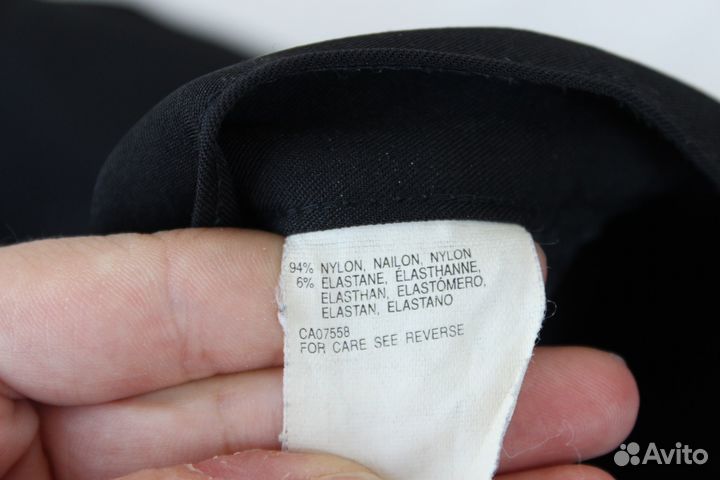 94% NYLON, NAILON, NYLON
6% ELASTANE, ÉLASTHANNE,
ELASTHAN, ELASTÓMERO,
ELASTAN, ELASTANO
CA07558
FOR CARE SEE REVERSE
Avito